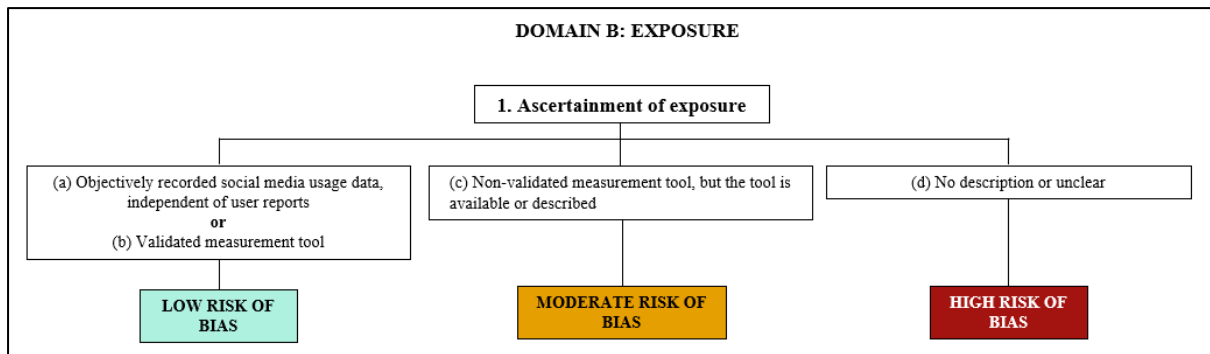 DOMAIN B: EXPOSURE
1. Ascertainment of exposure
(a) Objectively recorded social media usage data,
independent of user reports
or
(b) Validated measurement tool
(c) Non-validated measurement tool, but the tool is
available or described
(d) No description or unclear
LOW RISK OF
BIAS
MODERATE RISK OF
BIAS
HIGH RISK OF
BIAS